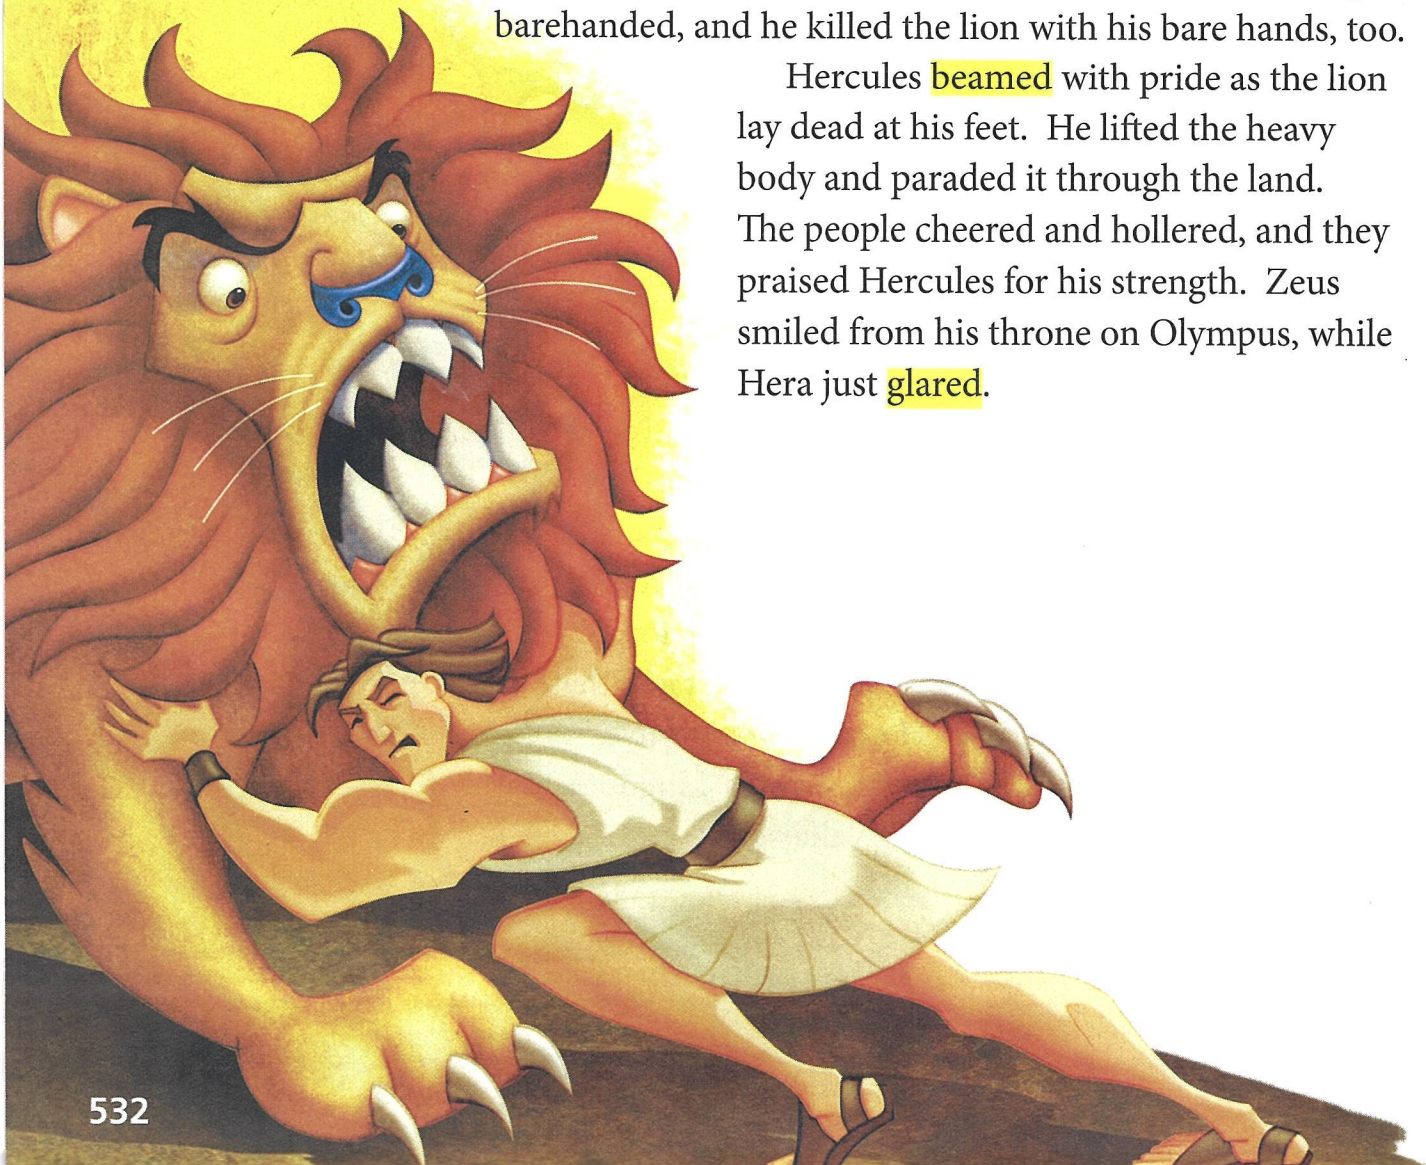 barehanded, and he killed the lion with his bare hands, too.
Hercules beamed with pride as the lion
lay dead at his feet.  He lifted the heavy
body and paraded it through the land.
The people cheered and hollered, and they
praised Hercules for his strength.  Zeus
smiled from his throne on Olympus, while
Hera just glared.
532